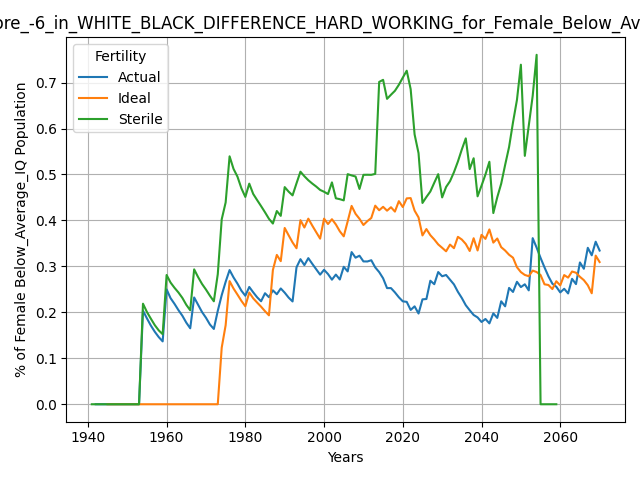 ore_-6_in_WHITE_BLACK_DIFFERENCE_HARD_WORKING_for_Female_Below_Av
Fertility
Actual
Ideal
Sterile
% of Female Below_Average_IQ Population
0.7
0.6
0.5
0.4
0.3
0.2
0.1
0.0
1940 1960 1980 2000 2020 2040 2060
Years